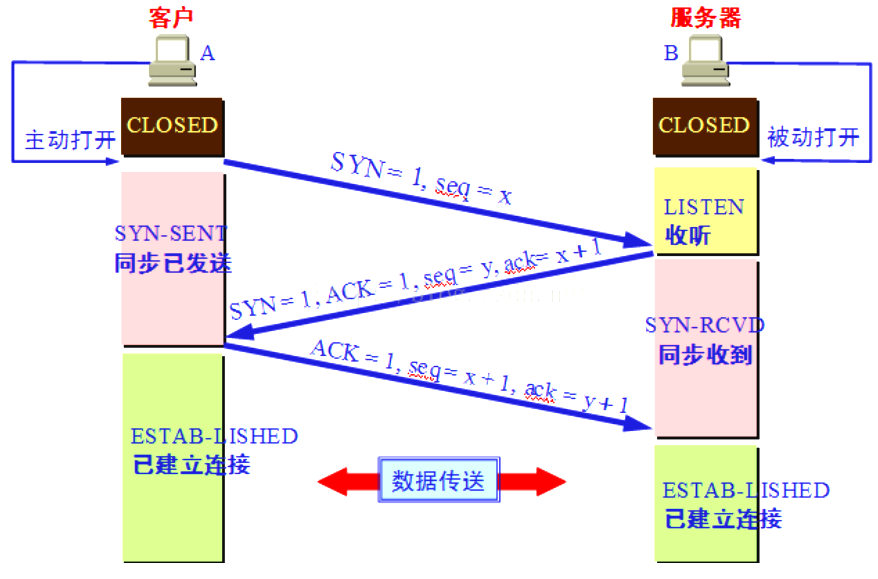 客户
服务器
A
B
CLOSED
CLOSED
主动打开
被动打开
SYN = 1, seq = x
LISTEN
收听
SYN-SENT
同步已发送
SYN = 1, ACK = 1, seq = y, ack= x + 1
SYN-RCVD
同步收到
ACK = 1, seq = x + 1, ack = y + 1
ESTAB-LISHED
已建立连接
数据传送
ESTAB-LISHED
已建立连接